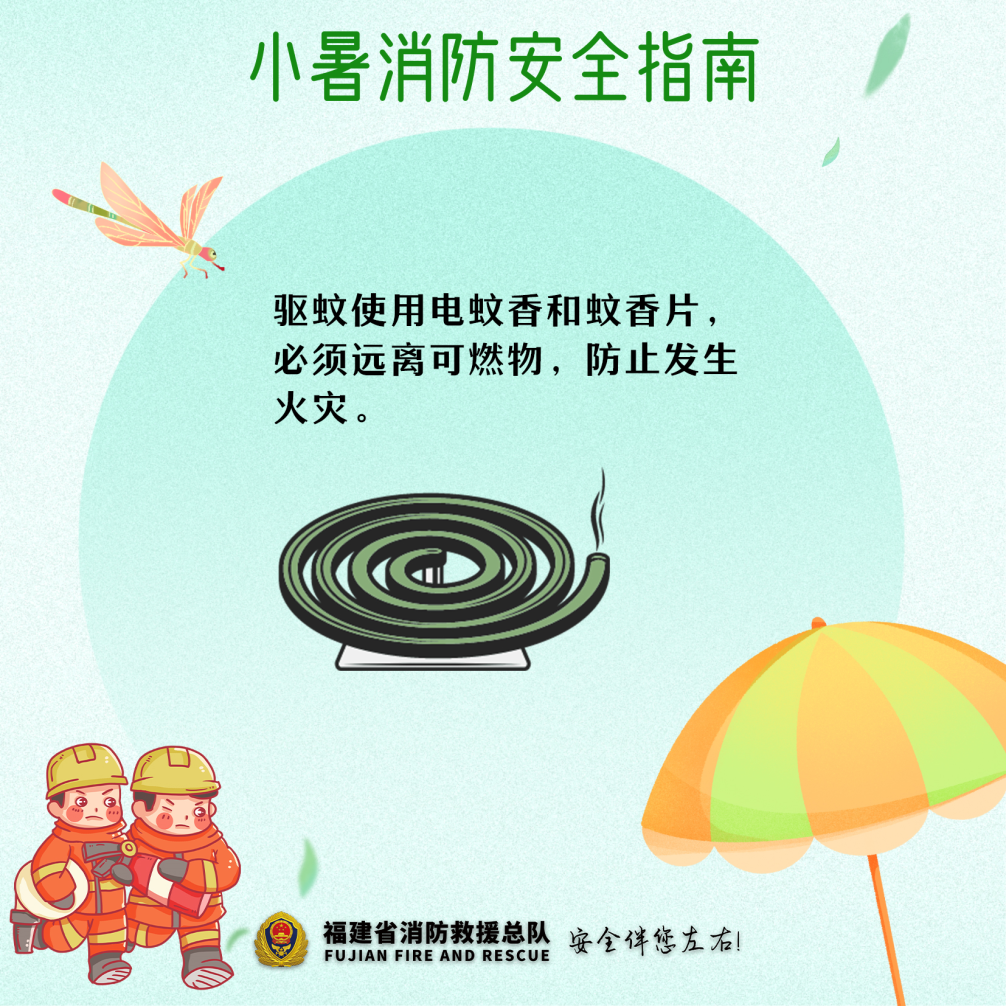 小暑消防安全指南
驱蚊使用电蚊香和蚊香片，
必须远离可燃物，防止发生
火灾。
福建省消防救援总队
FUJIAN FIRE AND RESCUE
安全伴您左右!